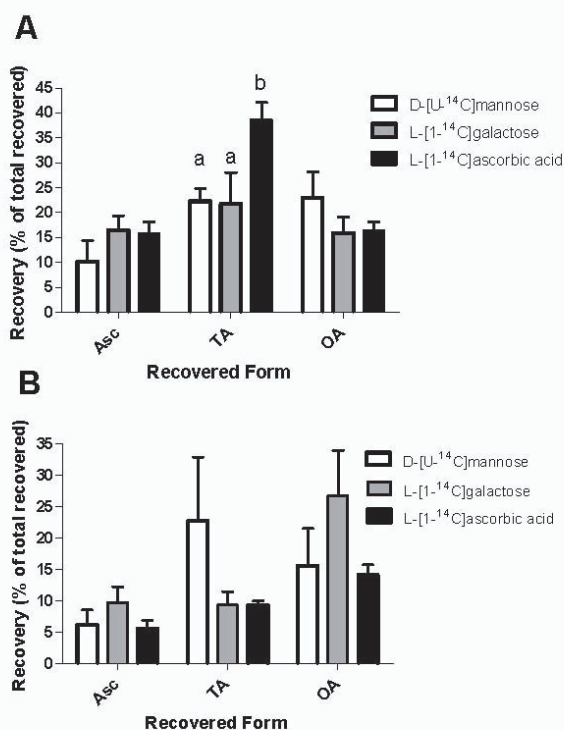 A
Recovery (% of total recovered)
45
40
35
30
25
20
15
10
5
0
a
a
b
D-[U-¹⁴C]mannose
L-[1-¹⁴C]galactose
L-[1-¹⁴C]ascorbic acid
Asc
TA
OA
Recovered Form
B
Recovery (% of total recovered)
35
30
25
20
15
10
5
0
D-[U-¹⁴C]mannose
L-[1-¹⁴C]galactose
L-[1-¹⁴C]ascorbic acid
Asc
TA
OA
Recovered Form